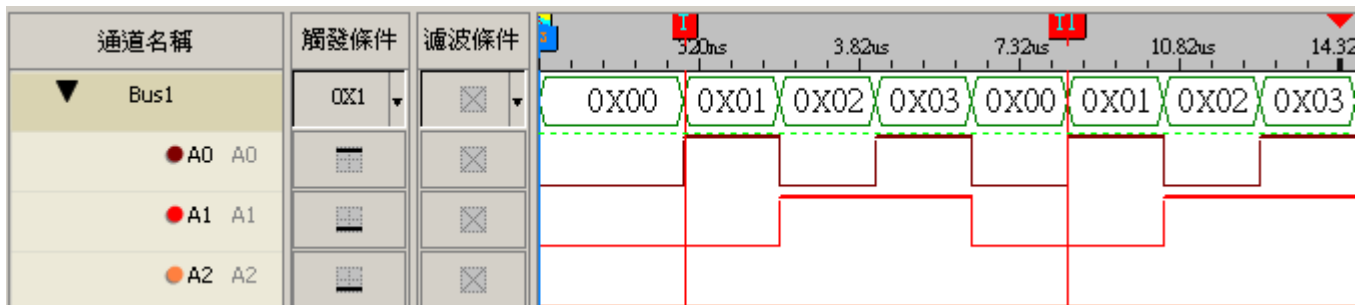 通道名稱 觸發條件 濾波條件
T T1
320ns 3.82us 7.32us 10.82us 14.32
Bus1 0X1 0X00 0X01 0X02 0X03 0X00 0X01 0X02 0X03
A0 A0
A1 A1
A2 A2